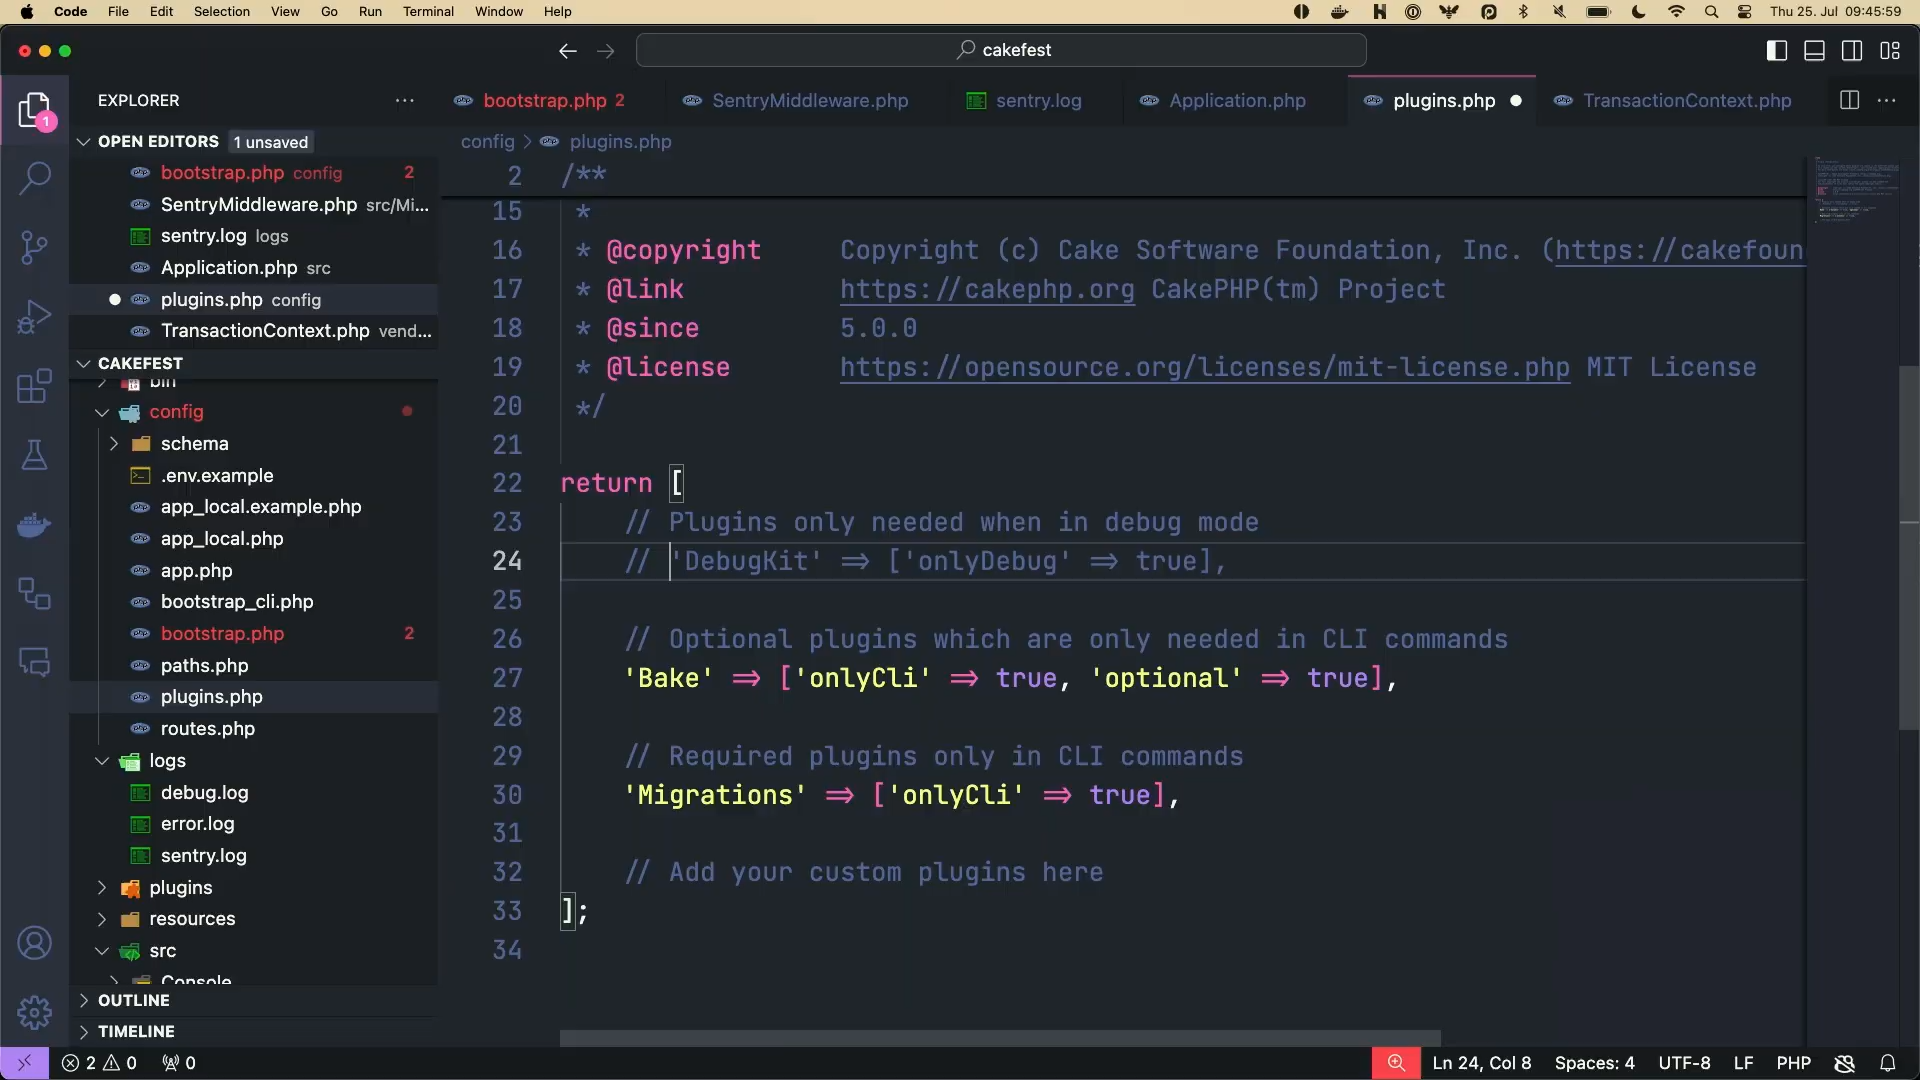 Code File Edit Selection View Go Run Terminal Window Help Thu 25. Jul 09:45:59
cakefest
EXPLORER
OPEN EDITORS 1 unsaved
bootstrap.php config 2
SentryMiddleware.php src/Mi...
sentry.log logs
Application.php src
plugins.php config
TransactionContext.php vend...
CAKEFEST
bin
config
schema
.env.example
app_local.example.php
app_local.php
app.php
bootstrap_cli.php
bootstrap.php 2
paths.php
plugins.php
routes.php
logs
debug.log
error.log
sentry.log
plugins
resources
src
Console
OUTLINE
TIMELINE
bootstrap.php 2 SentryMiddleware.php sentry.log Application.php plugins.php TransactionContext.php
config > plugins.php
2 /**
15 *
16 * @copyright Copyright (c) Cake Software Foundation, Inc. (https://cakefoun
17 * @link https://cakephp.org CakePHP(tm) Project
18 * @since 5.0.0
19 * @license https://opensource.org/licenses/mit-license.php MIT License
20 */
21
22 return [
23 // Plugins only needed when in debug mode
24 // 'DebugKit' => ['onlyDebug' => true],
25
26 // Optional plugins which are only needed in CLI commands
27 'Bake' => ['onlyCli' => true, 'optional' => true],
28
29 // Required plugins only in CLI commands
30 'Migrations' => ['onlyCli' => true],
31
32 // Add your custom plugins here
33 ];
34
1
2 0 0 Ln 24, Col 8 Spaces: 4 UTF-8 LF PHP